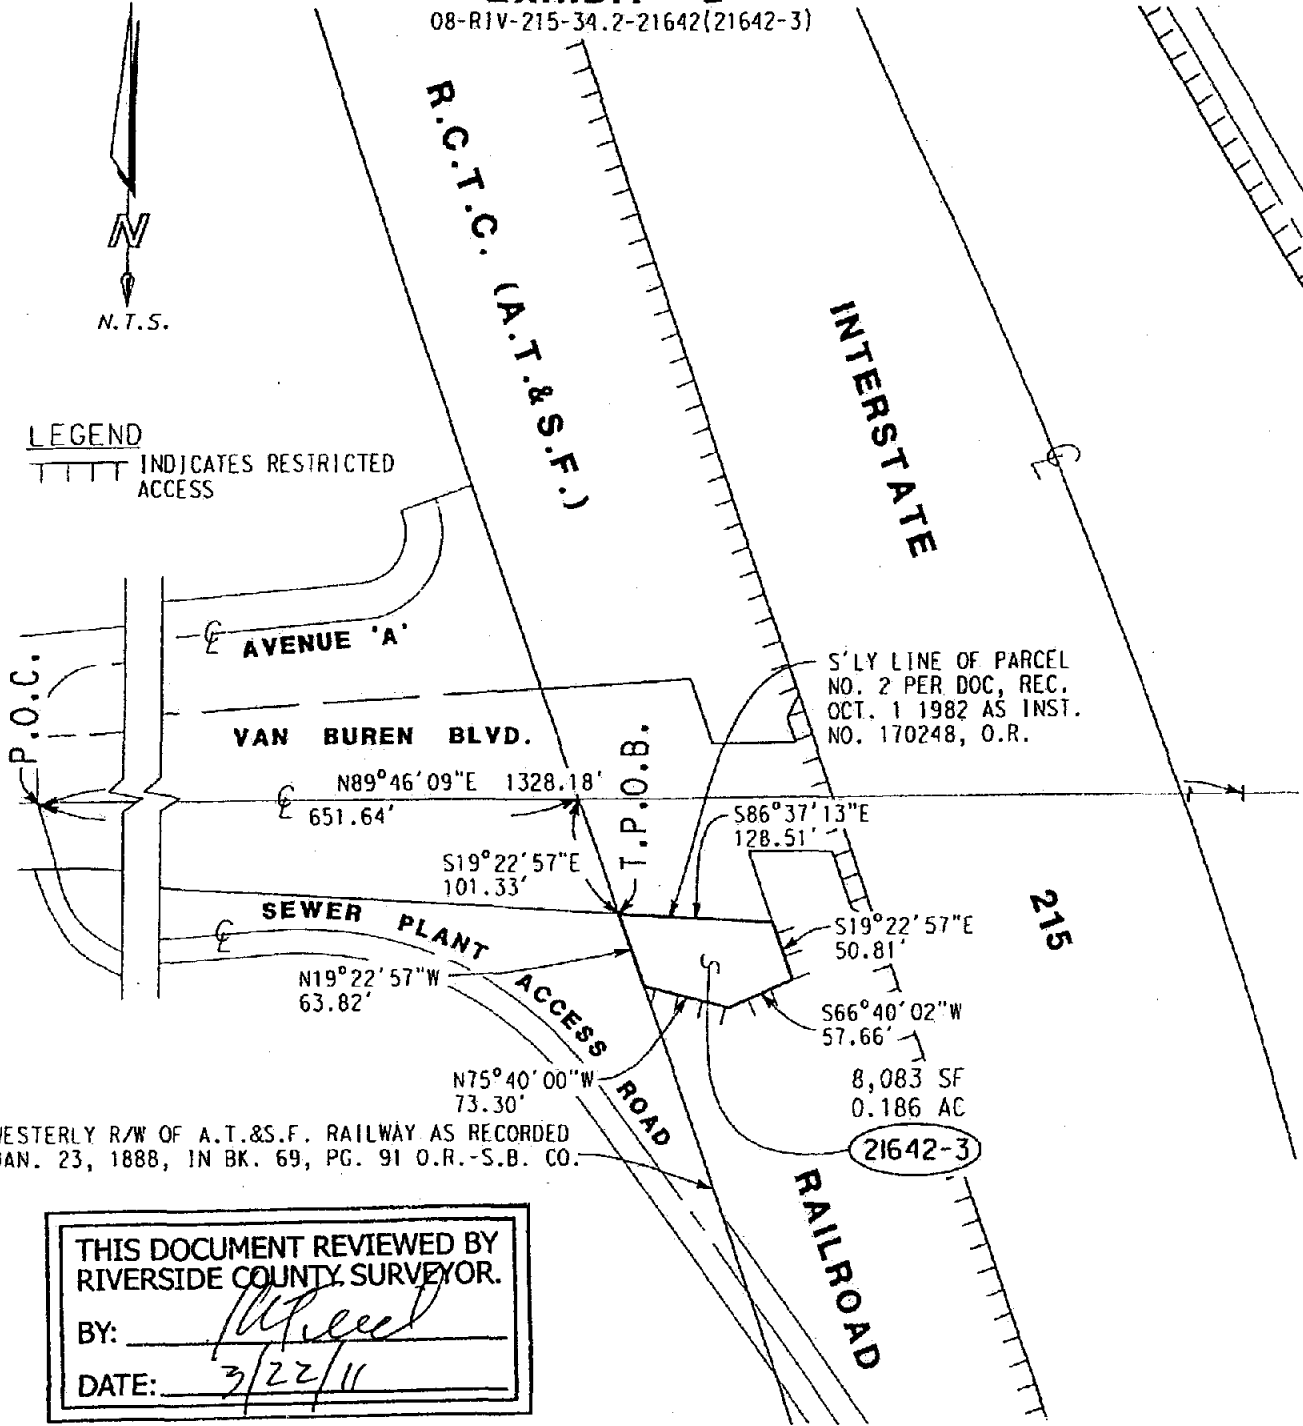 08-RIV-215-34.2-21642(21642-3)
R.C.T.C. (A.T.&S.F.)
N
N.T.S.
INTERSTATE
LEGEND
INDICATES RESTRICTED
ACCESS
AVENUE 'A'
P.O.C.
S'LY LINE OF PARCEL
NO. 2 PER DOC, REC.
OCT. 1 1982 AS INST.
NO. 170248, O.R.
VAN BUREN BLVD.
T.P.O.B.
N89°46'09"E 1328.18'
651.64'
S86°37'13"E
128.51'
S19°22'57"E
101.33'
SEWER PLANT ACCESS ROAD
215
S19°22'57"E
50.81'
N19°22'57"W
63.82'
S
S66°40'02"W
57.66'
N75°40'00"W
73.30'
8,083 SF
0.186 AC
21642-3
WESTERLY R/W OF A.T.&S.F. RAILWAY AS RECORDED
JAN. 23, 1888, IN BK. 69, PG. 91 O.R.-S.B. CO.
RAILROAD
THIS DOCUMENT REVIEWED BY
RIVERSIDE COUNTY SURVEYOR.
BY:
DATE: 3/22/11